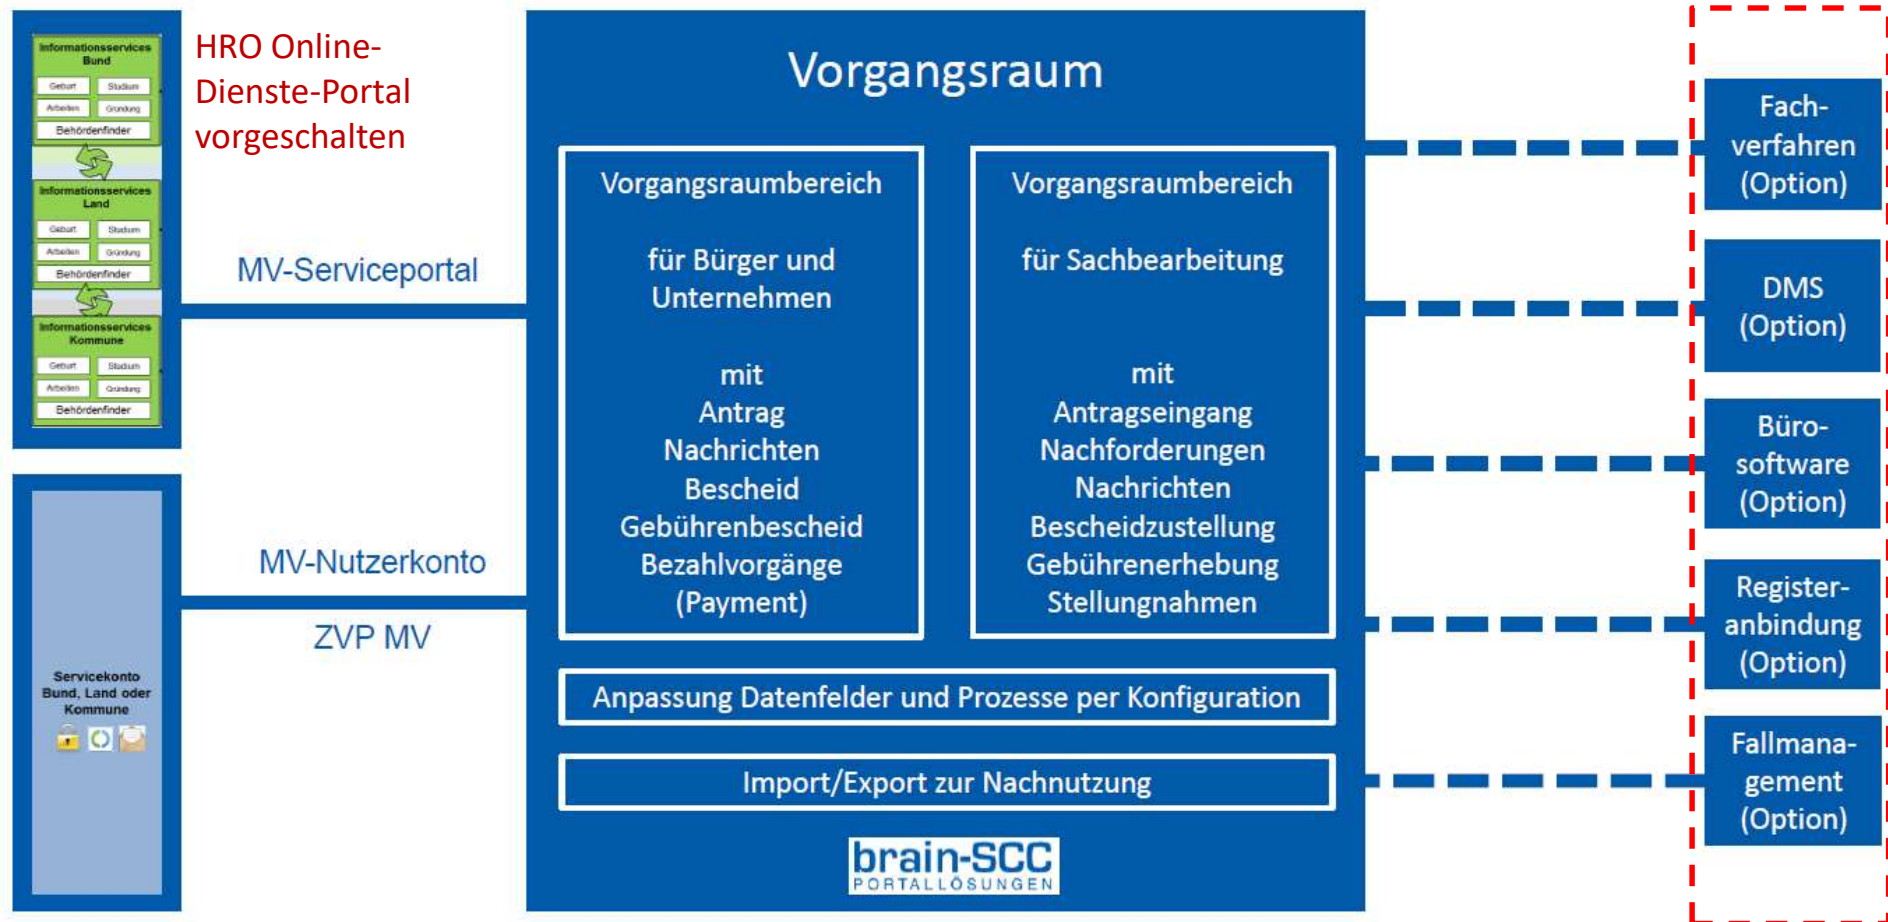 Informationsservices
Bund
Geburt
Studium
Arbeiten
Gründung
Behördenfinder
Informationsservices
Land
Geburt
Studium
Arbeiten
Gründung
Behördenfinder
Informationsservices
Kommune
Geburt
Studium
Arbeiten
Gründung
Behördenfinder
HRO Online-
Dienste-Portal
vorgeschalten
MV-Serviceportal
Servicekonto
Bund, Land oder
Kommune
MV-Nutzerkonto
ZVP MV
Vorgangsraum
Vorgangsraumbereich
für Bürger und
Unternehmen
mit
Antrag
Nachrichten
Bescheid
Gebührenbescheid
Bezahlvorgänge
(Payment)
Vorgangsraumbereich
für Sachbearbeitung
mit
Antragseingang
Nachforderungen
Nachrichten
Bescheidzustellung
Gebührenerhebung
Stellungnahmen
Anpassung Datenfelder und Prozesse per Konfiguration
Import/Export zur Nachnutzung
brain-SCC
PORTALLÖSUNGEN
Fach-
verfahren
(Option)
DMS
(Option)
Büro-
software
(Option)
Register-
anbindung
(Option)
Fallmana-
gement
(Option)